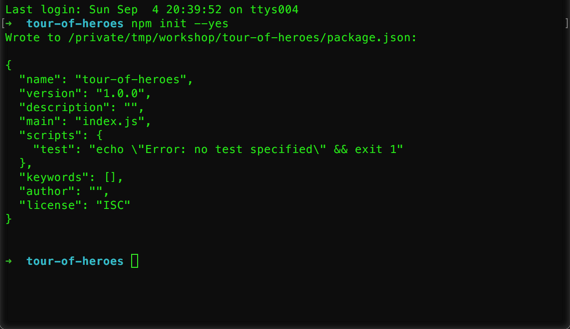 Last login: Sun Sep  4 20:39:52 on ttys004
[➜  tour-of-heroes npm init --yes ]
Wrote to /private/tmp/workshop/tour-of-heroes/package.json:

{
  "name": "tour-of-heroes",
  "version": "1.0.0",
  "description": "",
  "main": "index.js",
  "scripts": {
    "test": "echo \"Error: no test specified\" && exit 1"
  },
  "keywords": [],
  "author": "",
  "license": "ISC"
}

➜  tour-of-heroes